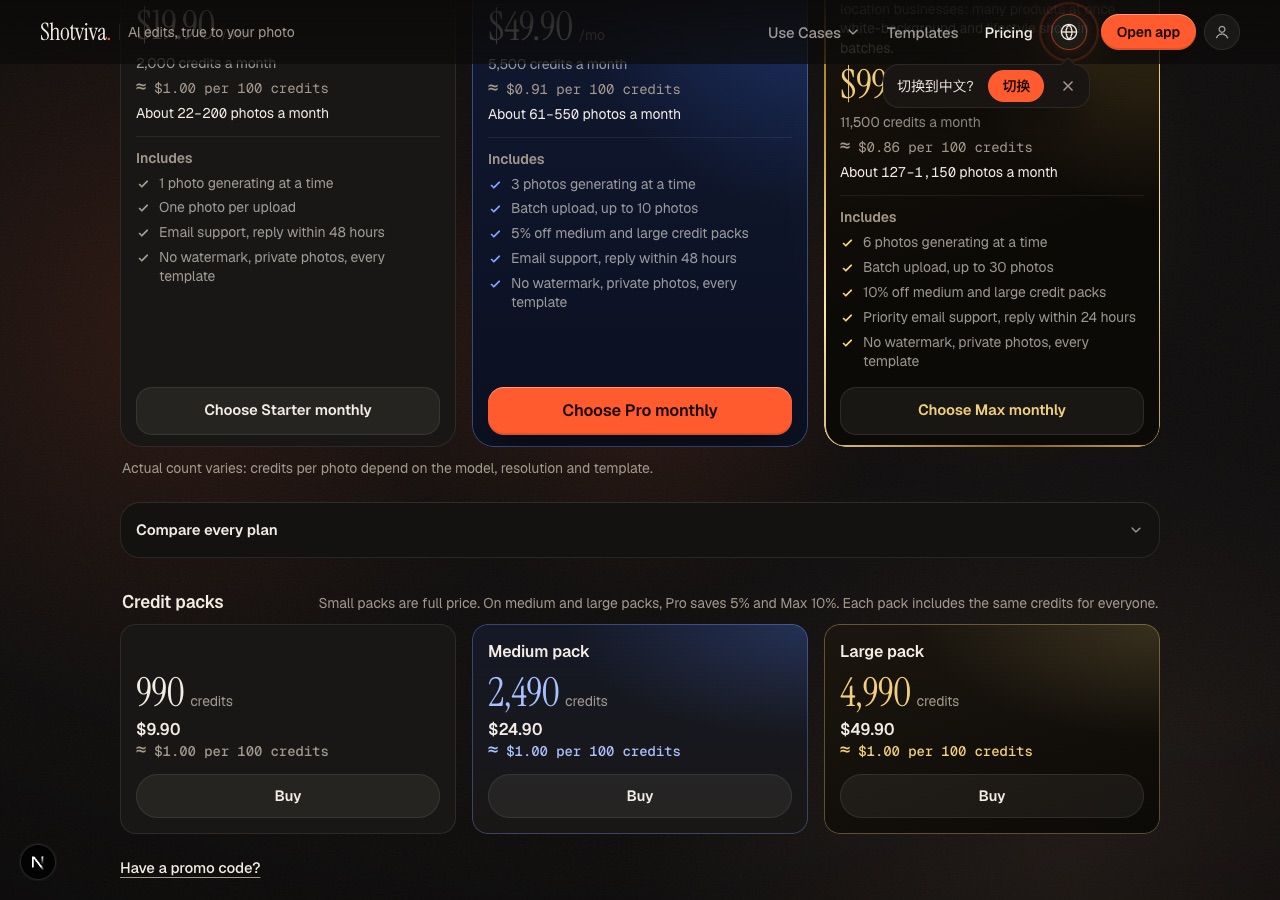 Shotviva.
AI edits, true to your photo
Use Cases
Templates
Pricing
Open app
切换到中文?
切换
location businesses: many products at once,
batches.
$19.90
2,000 credits a month
≈ $1.00 per 100 credits
About 22–200 photos a month
Includes
1 photo generating at a time
One photo per upload
Email support, reply within 48 hours
No watermark, private photos, every
template
Choose Starter monthly
$49.90 /mo
5,500 credits a month
≈ $0.91 per 100 credits
About 61–550 photos a month
Includes
3 photos generating at a time
Batch upload, up to 10 photos
5% off medium and large credit packs
Email support, reply within 48 hours
No watermark, private photos, every
template
Choose Pro monthly
$99
11,500 credits a month
≈ $0.86 per 100 credits
About 127–1,150 photos a month
Includes
6 photos generating at a time
Batch upload, up to 30 photos
10% off medium and large credit packs
Priority email support, reply within 24 hours
No watermark, private photos, every
template
Choose Max monthly
Actual count varies: credits per photo depend on the model, resolution and template.
Compare every plan
Credit packs
Small packs are full price. On medium and large packs, Pro saves 5% and Max 10%. Each pack includes the same credits for everyone.
990 credits
$9.90
≈ $1.00 per 100 credits
Buy
Medium pack
2,490 credits
$24.90
≈ $1.00 per 100 credits
Buy
Large pack
4,990 credits
$49.90
≈ $1.00 per 100 credits
Buy
Have a promo code?
N